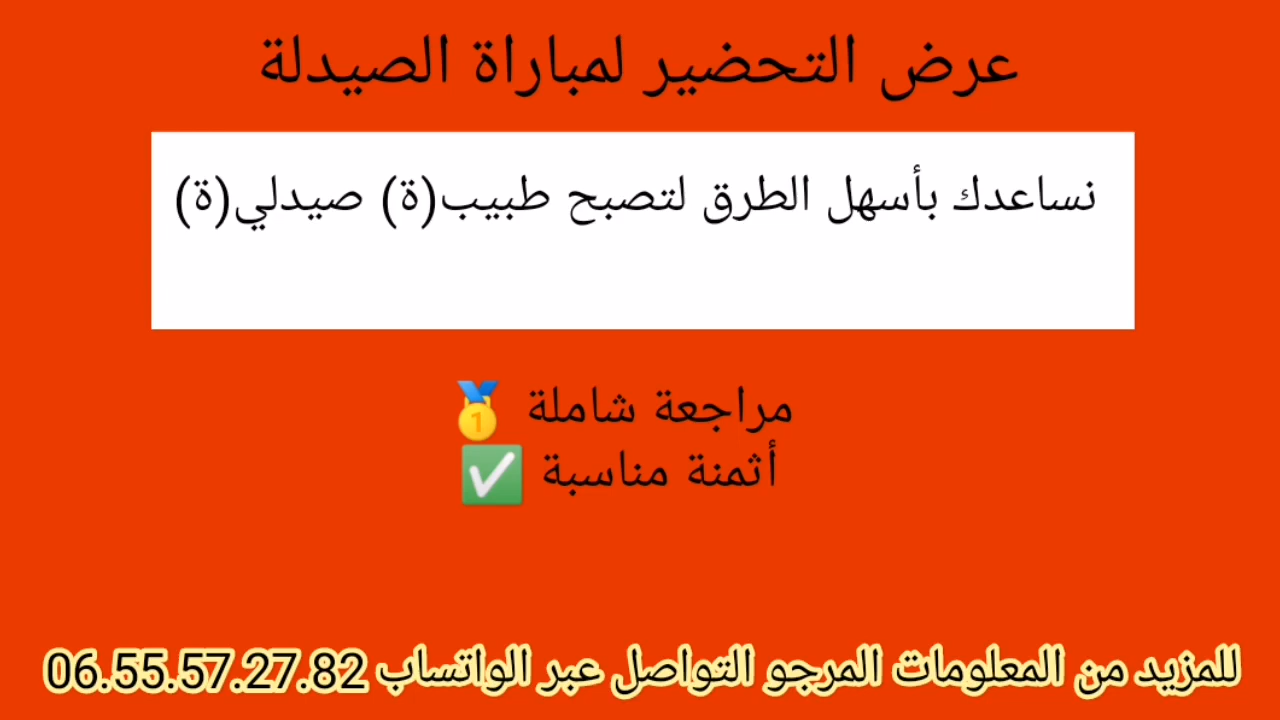 عرض التحضير لمباراة الصيدلة
نساعدك بأسهل الطرق لتصبح طبيب(ة) صيدلي(ة)
مراجعة شاملة 🥇
أثمنة مناسبة ✅
للمزيد من المعلومات المرجو التواصل عبر الواتساب 06.55.57.27.82